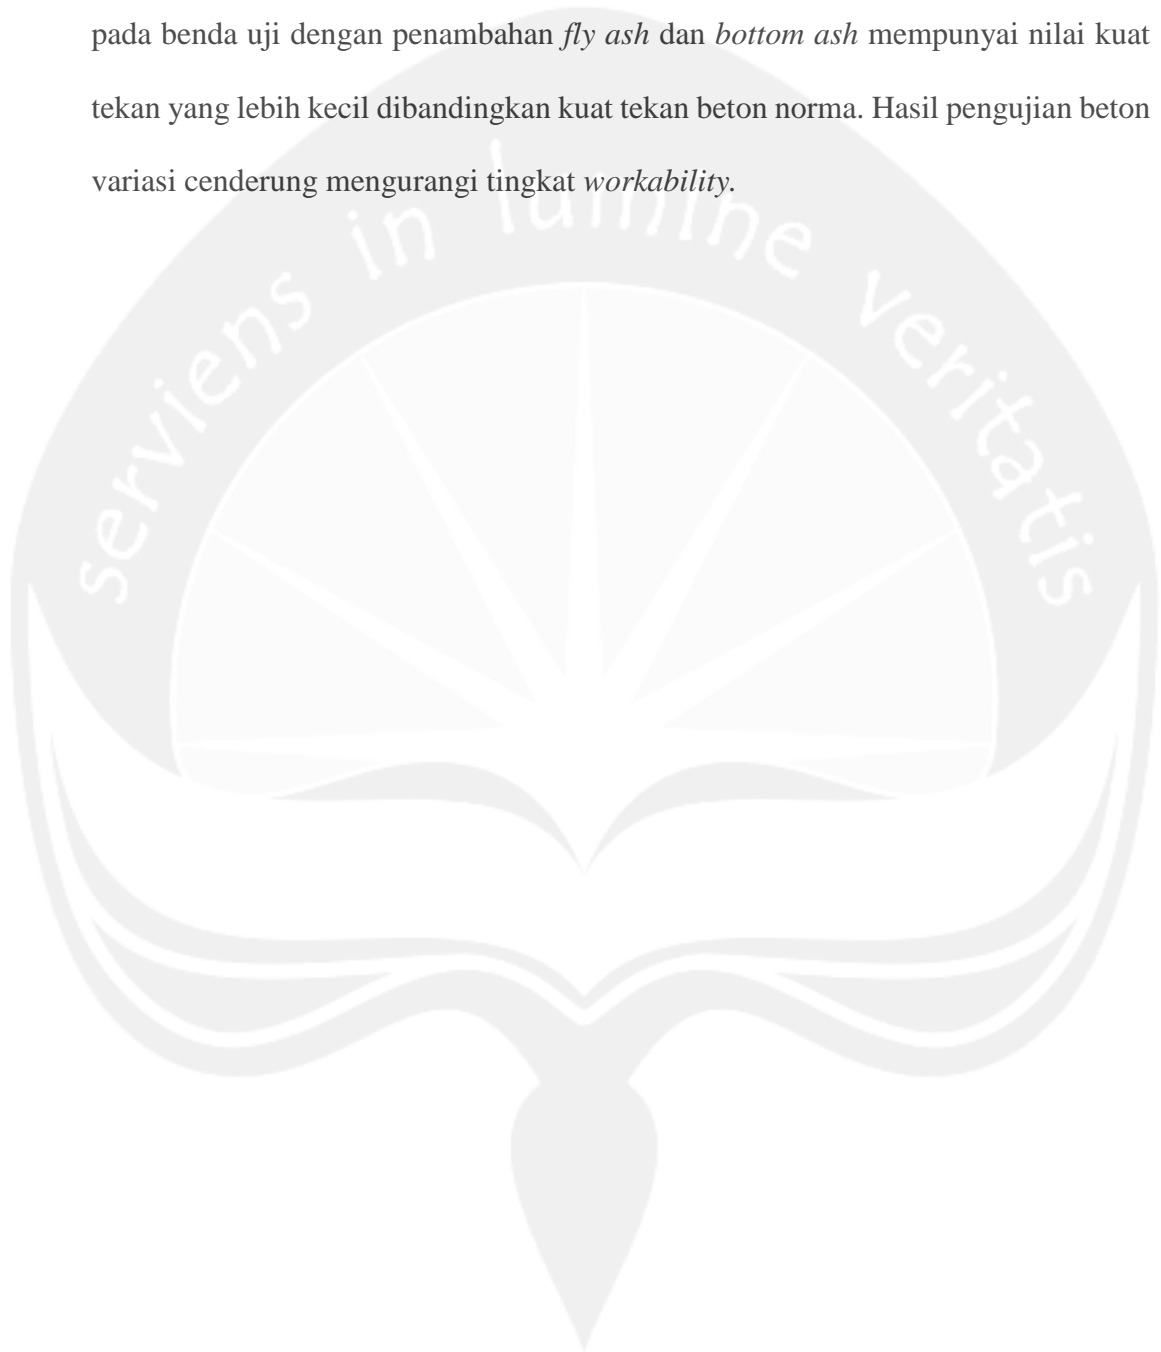 pada benda uji dengan penambahan fly ash dan bottom ash mempunyai nilai kuat
tekan yang lebih kecil dibandingkan kuat tekan beton norma. Hasil pengujian beton
variasi cenderung mengurangi tingkat workability.
serviens in lumine veritatis